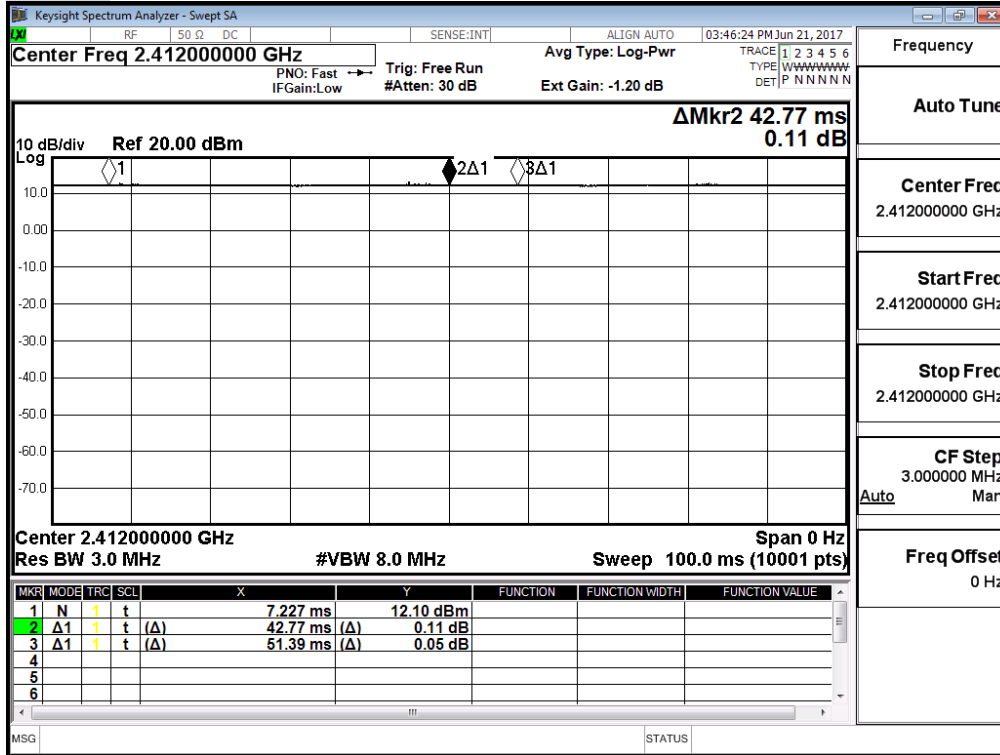 Keysight Spectrum Analyzer - Swept SA
LXI RF 50 Ω DC SENSE:INT ALIGN AUTO 03:46:24 PM Jun 21, 2017
Center Freq 2.412000000 GHz
PNO: Fast
IFGain:Low
Trig: Free Run
#Atten: 30 dB
Avg Type: Log-Pwr
Ext Gain: -1.20 dB
TRACE 1 2 3 4 5 6
TYPE WWWWWWW
DET P N N N N N
ΔMkr2 42.77 ms
0.11 dB
10 dB/div Ref 20.00 dBm
Log
1 2Δ1 3Δ1
10.0
0.00
-10.0
-20.0
-30.0
-40.0
-50.0
-60.0
-70.0
Center 2.412000000 GHz Span 0 Hz
Res BW 3.0 MHz #VBW 8.0 MHz Sweep 100.0 ms (10001 pts)
MKR MODE TRC SCL X Y FUNCTION FUNCTION WIDTH FUNCTION VALUE
1 N 1 t 7.227 ms 12.10 dBm
2 Δ1 1 t (Δ) 42.77 ms (Δ) 0.11 dB
3 Δ1 1 t (Δ) 51.39 ms (Δ) 0.05 dB
4
5
6
MSG STATUS
Frequency
Auto Tune
Center Freq
2.412000000 GHz
Start Freq
2.412000000 GHz
Stop Freq
2.412000000 GHz
CF Step
3.000000 MHz
Auto Man
Freq Offset
0 Hz